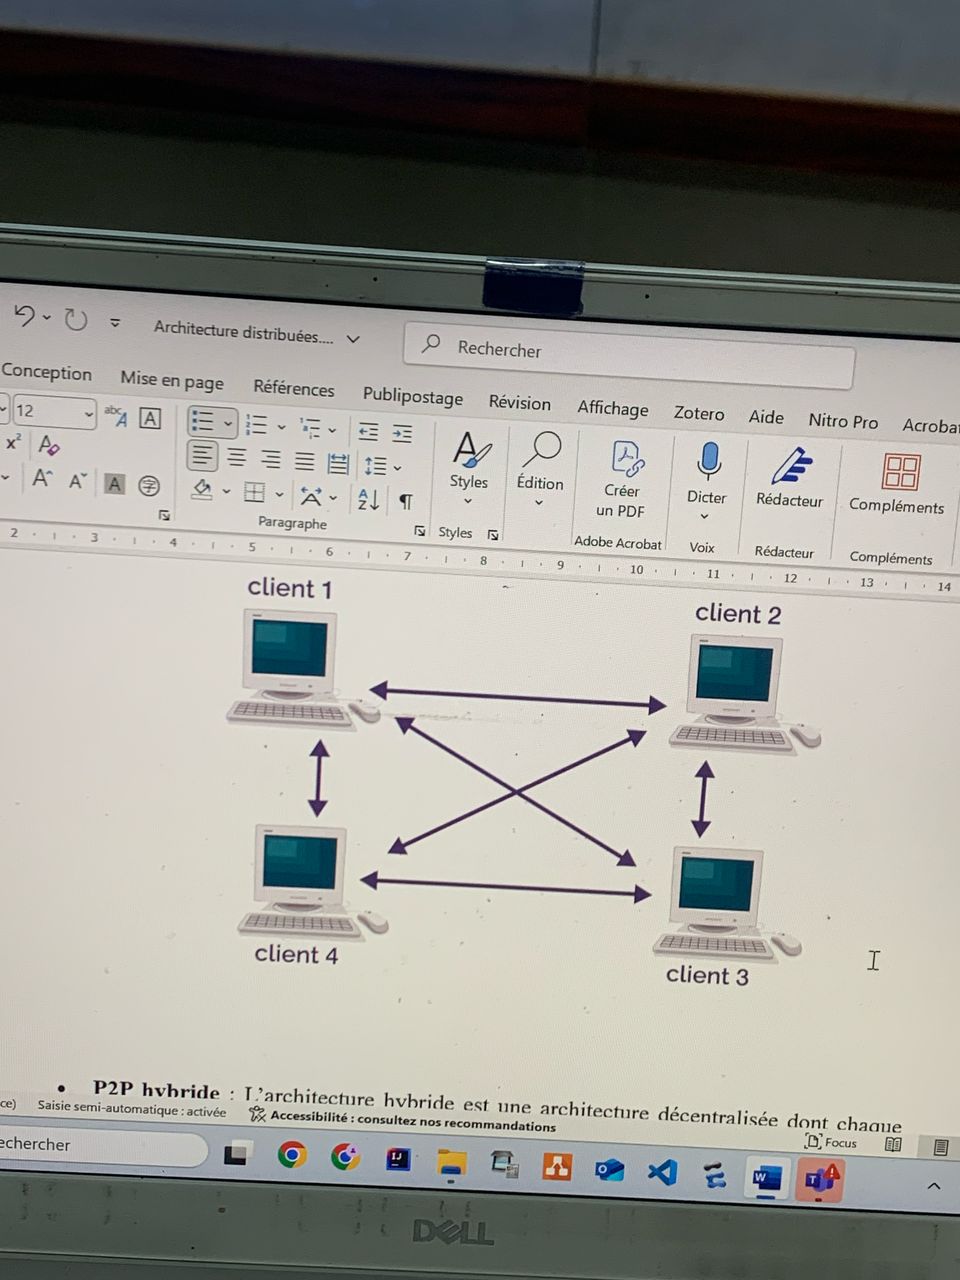 Architecture distribuées....
Rechercher
Conception Mise en page Références Publipostage Révision Affichage Zotero Aide Nitro Pro Acrobat
12
Styles
Édition
Créer
un PDF
Dicter
Rédacteur
Compléments
Paragraphe
Styles
Adobe Acrobat
Voix
Rédacteur
Compléments
2 3 4 5 6 7 8 9 10 11 12 13 14
client 1
client 2
client 4
client 3
• P2P hybride : L'architecture hybride est une architecture décentralisée dont chaque
Saisie semi-automatique : activée
Accessibilité : consultez nos recommandations
Focus
echercher
DELL